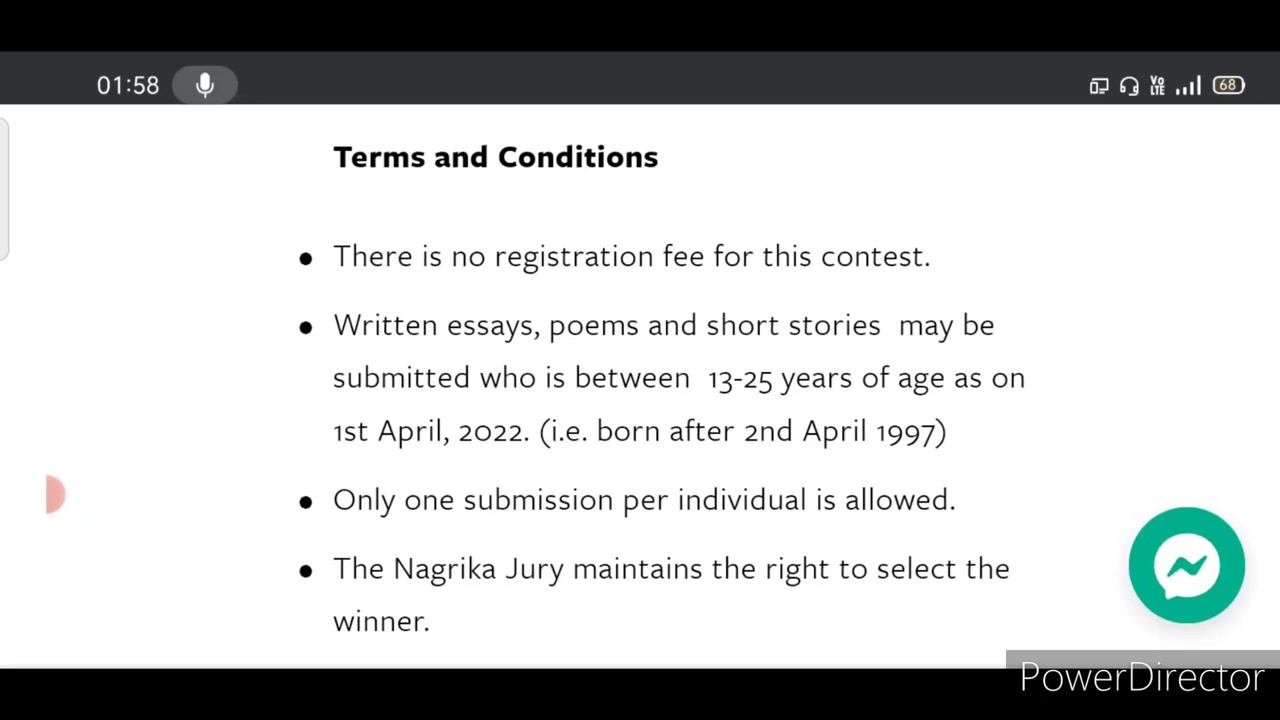 01:58
Vo
LTE
68
Terms and Conditions
● There is no registration fee for this contest.
● Written essays, poems and short stories  may be
submitted who is between  13-25 years of age as on
1st April, 2022. (i.e. born after 2nd April 1997)
● Only one submission per individual is allowed.
● The Nagrika Jury maintains the right to select the
winner.
PowerDirector